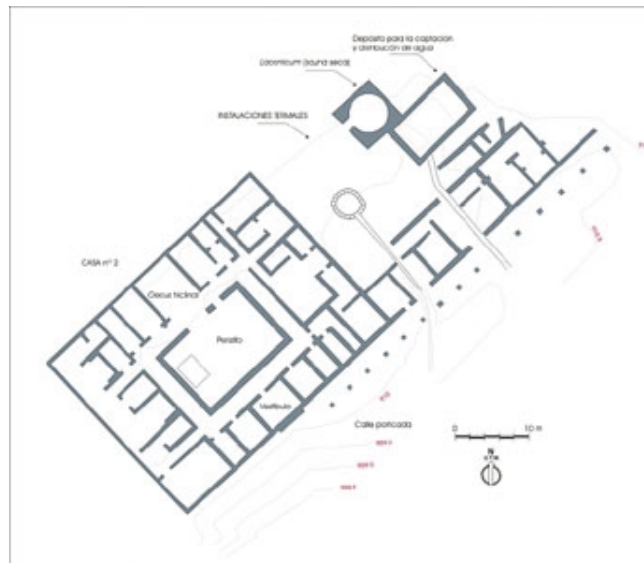 Depósito para la captación
y distribución de agua
Laconicum (sauna seca)
INSTALACIONES TERMALES
CASA nº 2
Oecus triclinar
Peristilo
Vestíbulo
Calle porticada
0 10 m
N